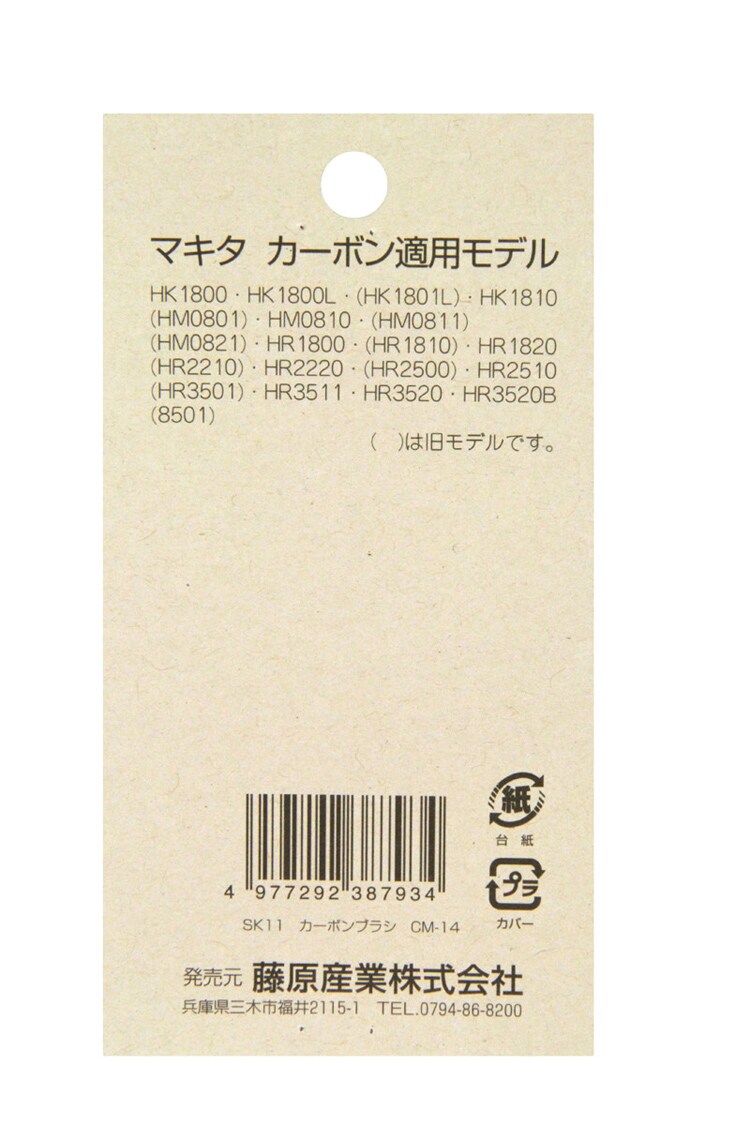 マキタ カーボン適用モデル
HK1800・HK1800L・(HK1801L)・HK1810
(HM0801)・HM0810・(HM0811)
(HM0821)・HR1800・(HR1810)・HR1820
(HR2210)・HR2220・(HR2500)・HR2510
(HR3501)・HR3511・HR3520・HR3520B
(8501)
( )は旧モデルです。
紙
台紙
プラ
カバー
4 977292 387934
SK11 カーボンブラシ CM-14
発売元 藤原産業株式会社
兵庫県三木市福井2115-1 TEL.0794-86-8200